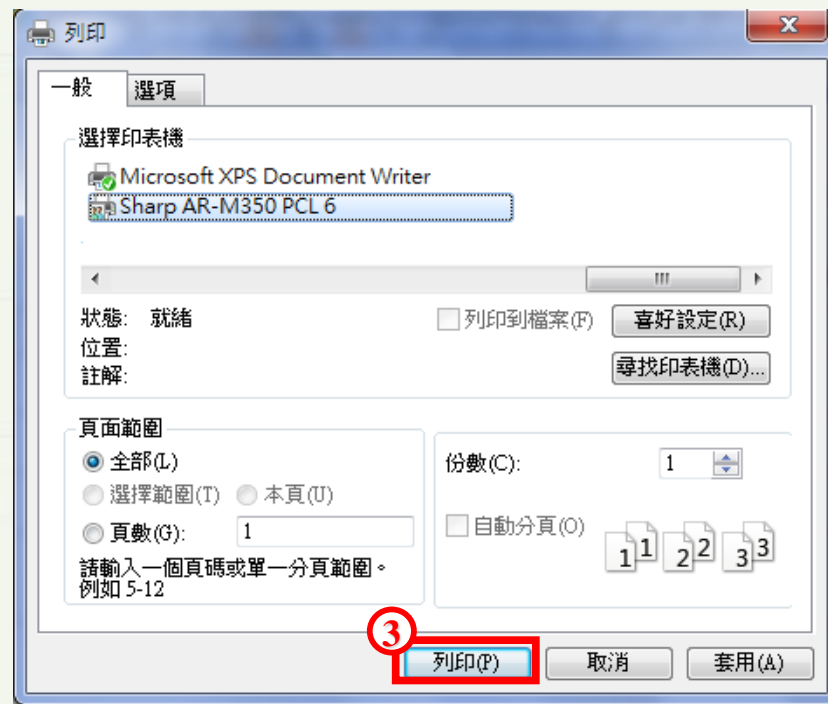 列印
一般 選項
選擇印表機
Microsoft XPS Document Writer
Sharp AR-M350 PCL 6
狀態: 就緒 列印到檔案(F) 喜好設定(R)
位置:
註解: 尋找印表機(D)...
頁面範圍
全部(L)
選擇範圍(T) 本頁(U)
頁數(G): 1
請輸入一個頁碼或單一分頁範圍。
例如 5-12
份數(C): 1
自動分頁(O)
1 1 2 2 3 3
3
列印(P) 取消 套用(A)